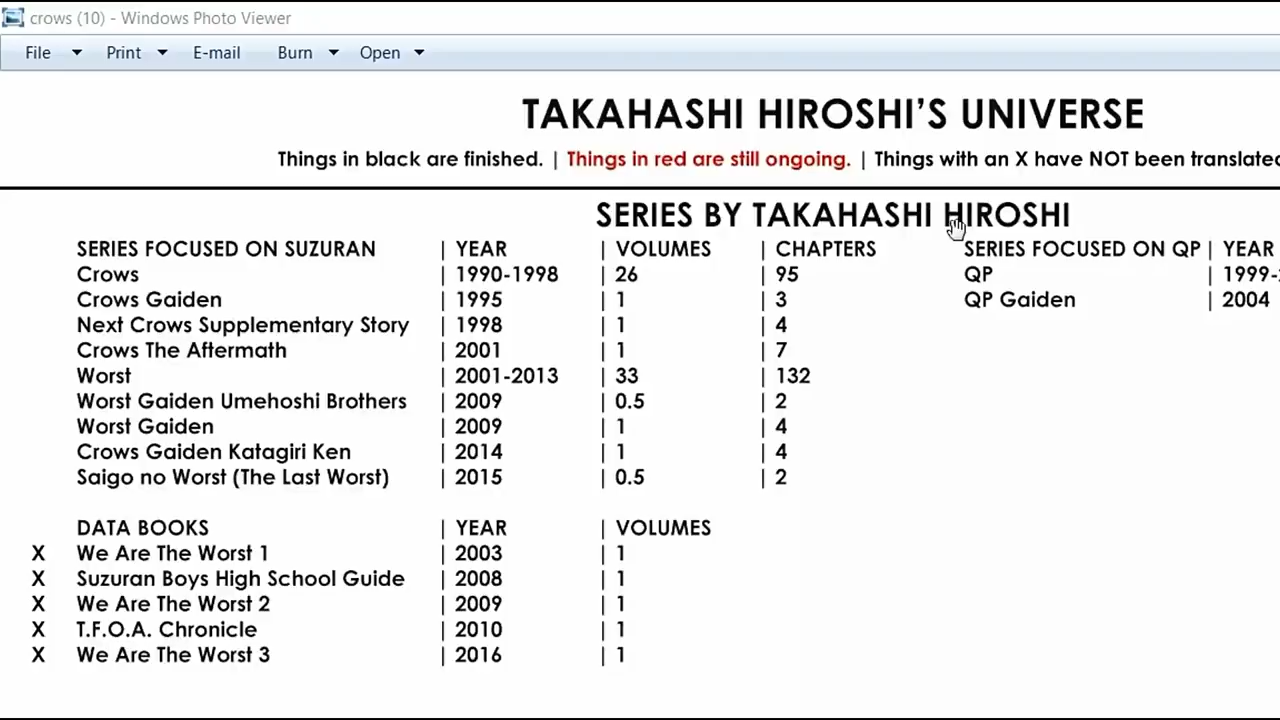 crows (10) - Windows Photo Viewer
File Print E-mail Burn Open
TAKAHASHI HIROSHI'S UNIVERSE
Things in black are finished. | Things in red are still ongoing. | Things with an X have NOT been translated
SERIES BY TAKAHASHI HIROSHI
SERIES FOCUSED ON SUZURAN | YEAR | VOLUMES | CHAPTERS SERIES FOCUSED ON QP | YEAR
Crows | 1990-1998 | 26 | 95 QP | 1999-
Crows Gaiden | 1995 | 1 | 3 QP Gaiden | 2004
Next Crows Supplementary Story | 1998 | 1 | 4
Crows The Aftermath | 2001 | 1 | 7
Worst | 2001-2013 | 33 | 132
Worst Gaiden Umehoshi Brothers | 2009 | 0.5 | 2
Worst Gaiden | 2009 | 1 | 4
Crows Gaiden Katagiri Ken | 2014 | 1 | 4
Saigo no Worst (The Last Worst) | 2015 | 0.5 | 2
DATA BOOKS | YEAR | VOLUMES
X We Are The Worst 1 | 2003 | 1
X Suzuran Boys High School Guide | 2008 | 1
X We Are The Worst 2 | 2009 | 1
X T.F.O.A. Chronicle | 2010 | 1
X We Are The Worst 3 | 2016 | 1